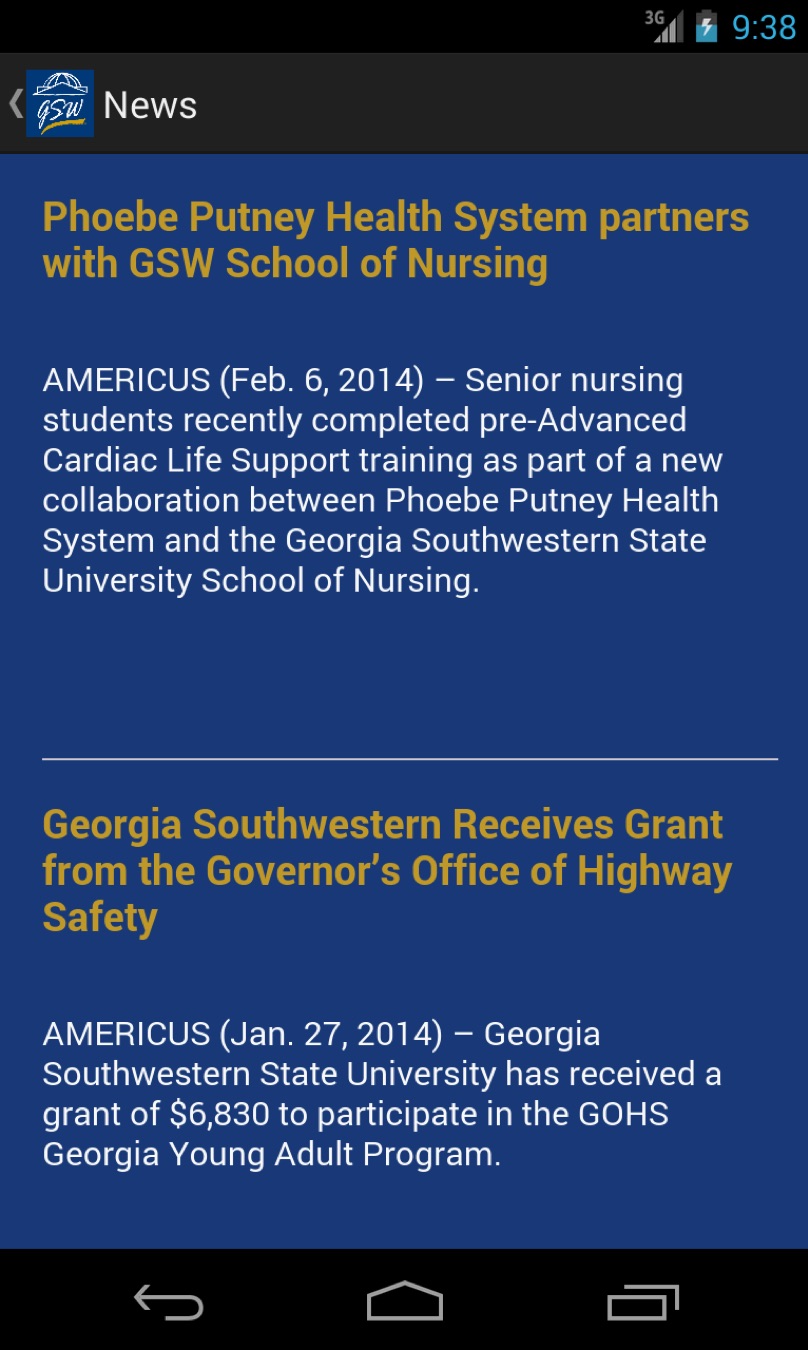 3G 9:38
gsw
News
Phoebe Putney Health System partners
with GSW School of Nursing
AMERICUS (Feb. 6, 2014) – Senior nursing
students recently completed pre-Advanced
Cardiac Life Support training as part of a new
collaboration between Phoebe Putney Health
System and the Georgia Southwestern State
University School of Nursing.
Georgia Southwestern Receives Grant
from the Governor’s Office of Highway
Safety
AMERICUS (Jan. 27, 2014) – Georgia
Southwestern State University has received a
grant of $6,830 to participate in the GOHS
Georgia Young Adult Program.